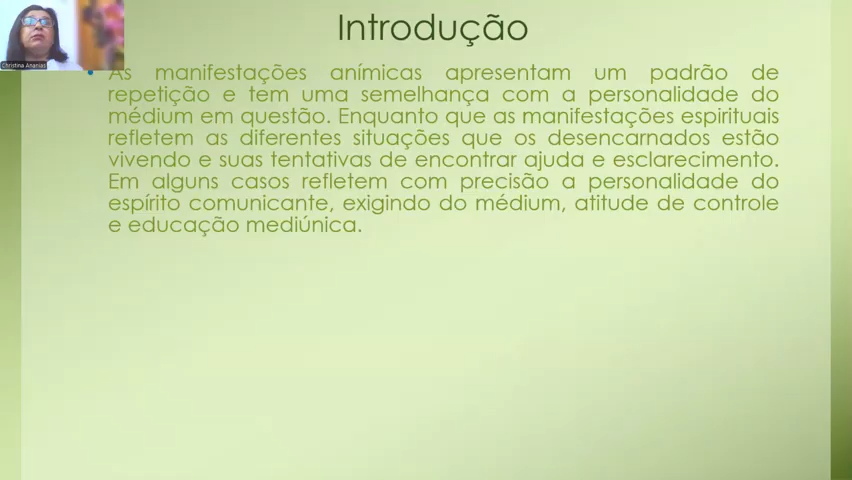 Introdução
Christina Ananias
• As manifestações anímicas apresentam um padrão de
repetição e tem uma semelhança com a personalidade do
médium em questão. Enquanto que as manifestações espirituais
refletem as diferentes situações que os desencarnados estão
vivendo e suas tentativas de encontrar ajuda e esclarecimento.
Em alguns casos refletem com precisão a personalidade do
espírito comunicante, exigindo do médium, atitude de controle
e educação mediúnica.